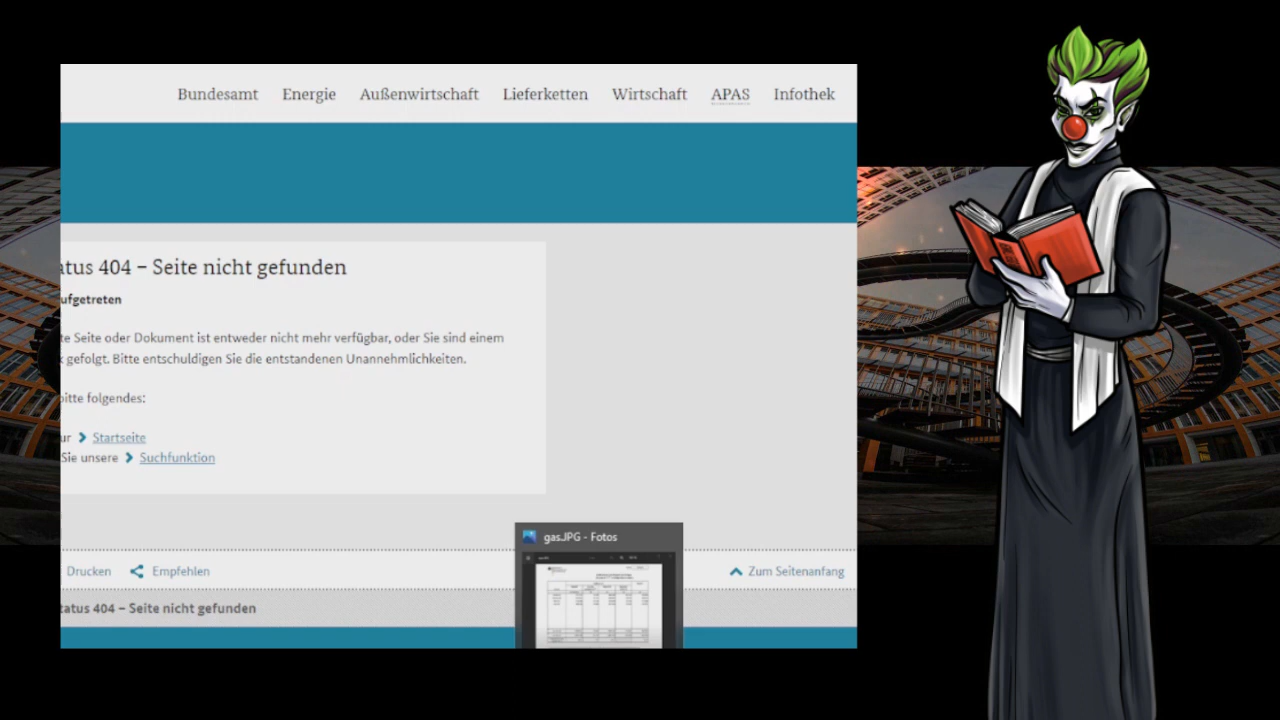 Bundesamt Energie Außenwirtschaft Lieferketten Wirtschaft APAS Infothek
atus 404 – Seite nicht gefunden
ufgetreten
te Seite oder Dokument ist entweder nicht mehr verfügbar, oder Sie sind einem
gefolgt. Bitte entschuldigen Sie die entstandenen Unannehmlichkeiten.
bitte folgendes:
ur Startseite
Sie unsere Suchfunktion
gas.JPG - Fotos
Drucken Empfehlen Zum Seitenanfang
tatus 404 – Seite nicht gefunden